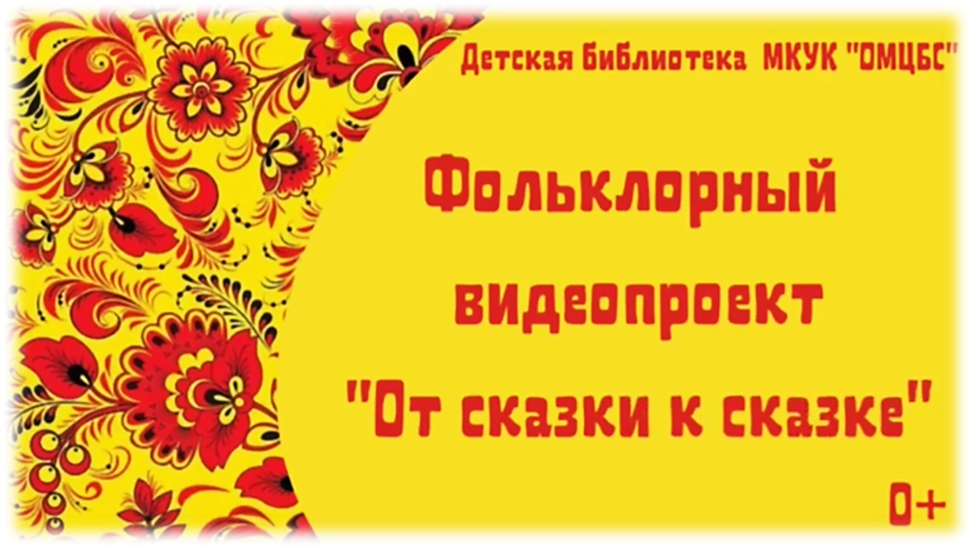 Детская библиотека МКУК "ОМЦБС"
Фольклорный
видеопроект
"От сказки к сказке"
0+